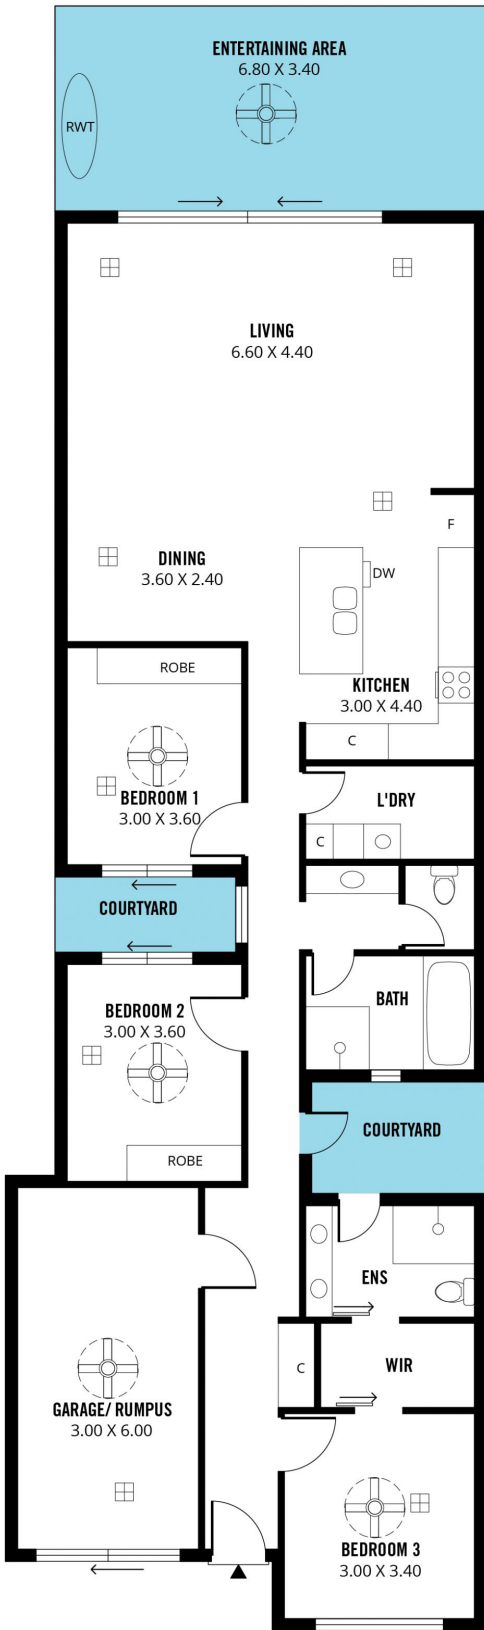 ENTERTAINING AREA
6.80 X 3.40
RWT
LIVING
6.60 X 4.40
F
DINING
3.60 X 2.40
DW
KITCHEN
3.00 X 4.40
ROBE
C
BEDROOM 1
3.00 X 3.60
L'DRY
C
COURTYARD
BATH
BEDROOM 2
3.00 X 3.60
COURTYARD
ROBE
ENS
C
WIR
GARAGE/ RUMPUS
3.00 X 6.00
BEDROOM 3
3.00 X 3.40